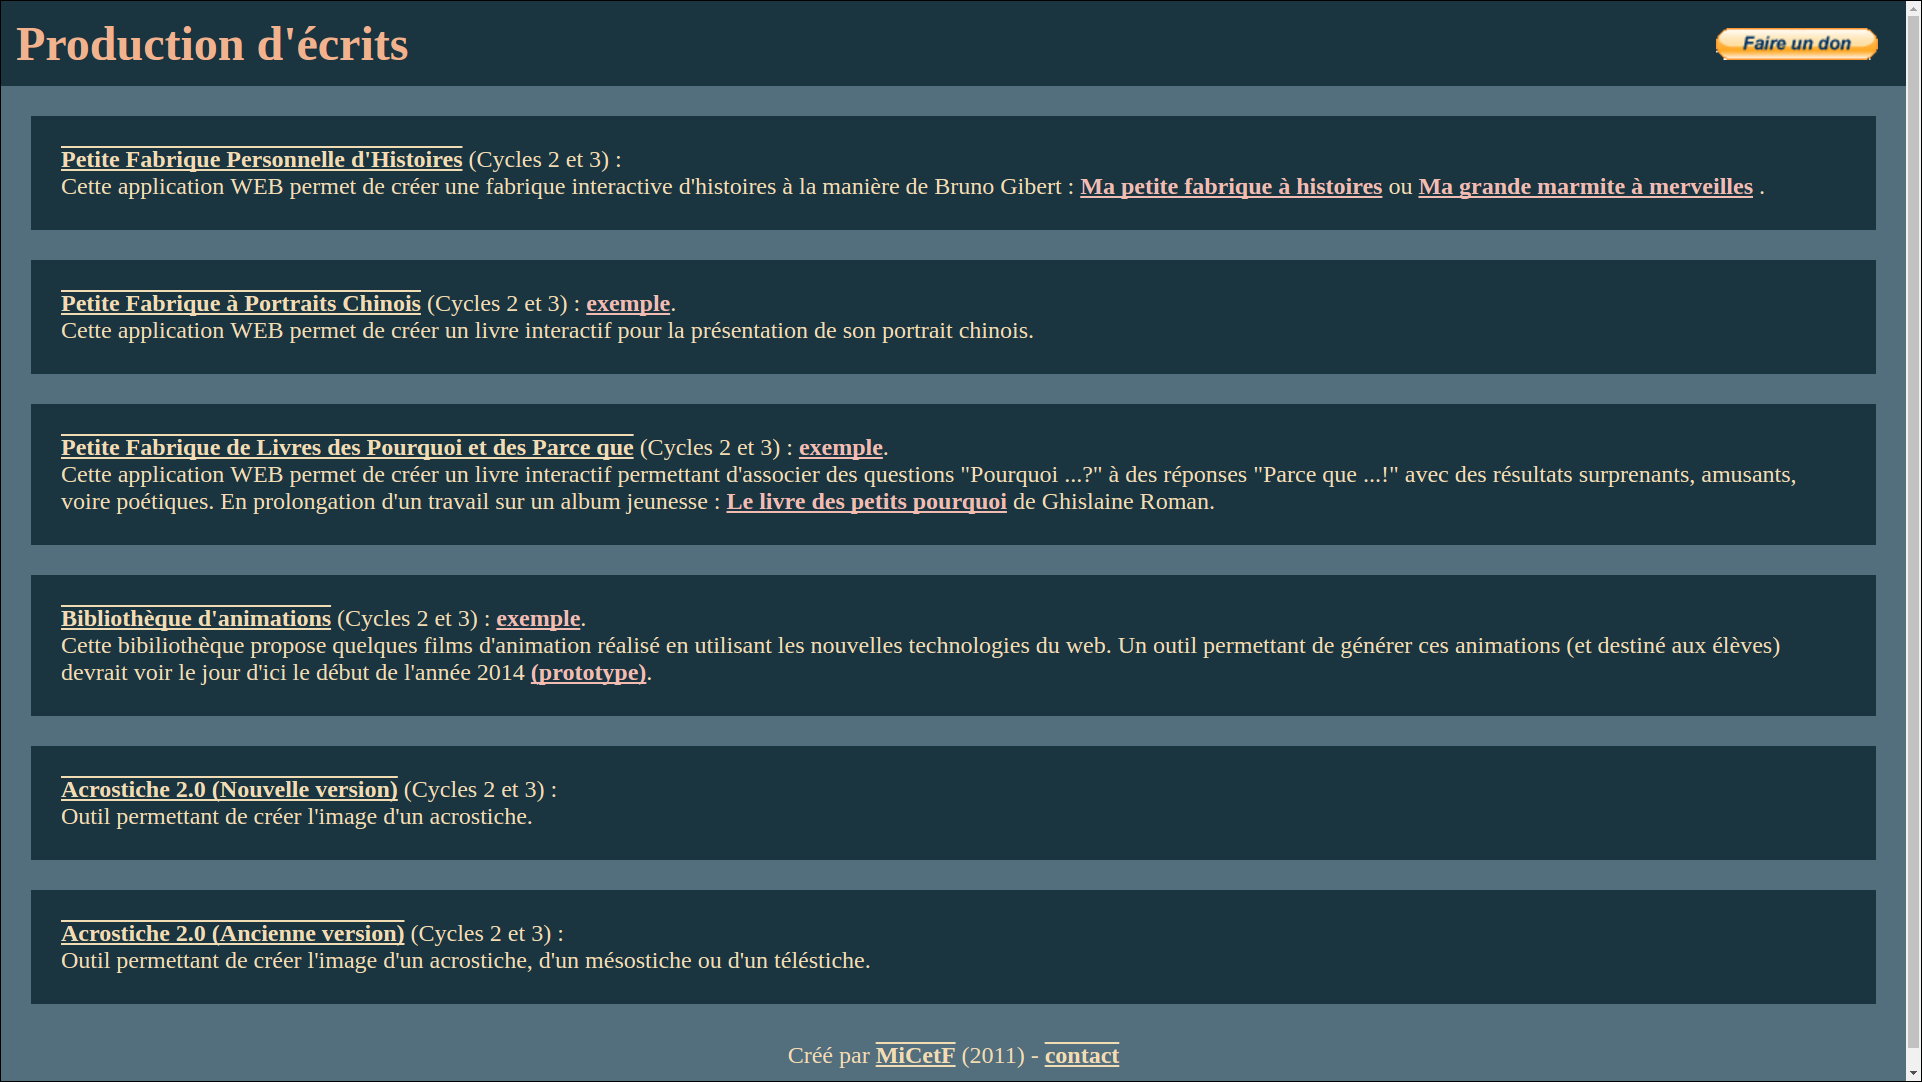 Production d'écrits
Faire un don
Petite Fabrique Personnelle d'Histoires (Cycles 2 et 3) :
Cette application WEB permet de créer une fabrique interactive d'histoires à la manière de Bruno Gibert : Ma petite fabrique à histoires ou Ma grande marmite à merveilles .
Petite Fabrique à Portraits Chinois (Cycles 2 et 3) : exemple.
Cette application WEB permet de créer un livre interactif pour la présentation de son portrait chinois.
Petite Fabrique de Livres des Pourquoi et des Parce que (Cycles 2 et 3) : exemple.
Cette application WEB permet de créer un livre interactif permettant d'associer des questions "Pourquoi ...?" à des réponses "Parce que ...!" avec des résultats surprenants, amusants,
voire poétiques. En prolongation d'un travail sur un album jeunesse : Le livre des petits pourquoi de Ghislaine Roman.
Bibliothèque d'animations (Cycles 2 et 3) : exemple.
Cette bibiliothèque propose quelques films d'animation réalisé en utilisant les nouvelles technologies du web. Un outil permettant de générer ces animations (et destiné aux élèves)
devrait voir le jour d'ici le début de l'année 2014 (prototype).
Acrostiche 2.0 (Nouvelle version) (Cycles 2 et 3) :
Outil permettant de créer l'image d'un acrostiche.
Acrostiche 2.0 (Ancienne version) (Cycles 2 et 3) :
Outil permettant de créer l'image d'un acrostiche, d'un mésostiche ou d'un téléstiche.
Créé par MiCetF (2011) - contact